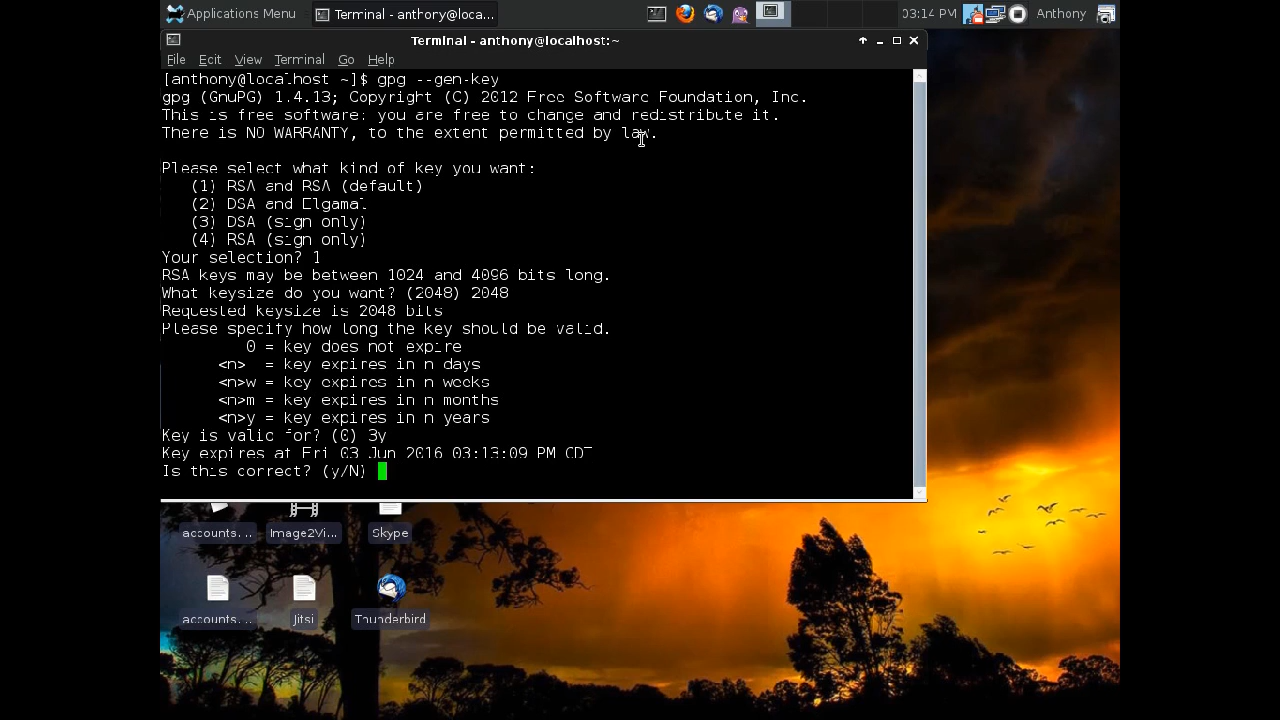 Applications Menu
Terminal - anthony@loca...
03:14 PM
Anthony
Terminal - anthony@localhost:~
File Edit View Terminal Go Help
[anthony@localhost ~]$ gpg --gen-key
gpg (GnuPG) 1.4.13; Copyright (C) 2012 Free Software Foundation, Inc.
This is free software: you are free to change and redistribute it.
There is NO WARRANTY, to the extent permitted by law.
Please select what kind of key you want:
(1) RSA and RSA (default)
(2) DSA and Elgamal
(3) DSA (sign only)
(4) RSA (sign only)
Your selection? 1
RSA keys may be between 1024 and 4096 bits long.
What keysize do you want? (2048) 2048
Requested keysize is 2048 bits
Please specify how long the key should be valid.
0 = key does not expire
<n> = key expires in n days
<n>w = key expires in n weeks
<n>m = key expires in n months
<n>y = key expires in n years
Key is valid for? (0) 3y
Key expires at Fri 03 Jun 2016 03:13:09 PM CDT
Is this correct? (y/N)
accounts.... Image2Vi... Skype
accounts.... Jitsi Thunderbird